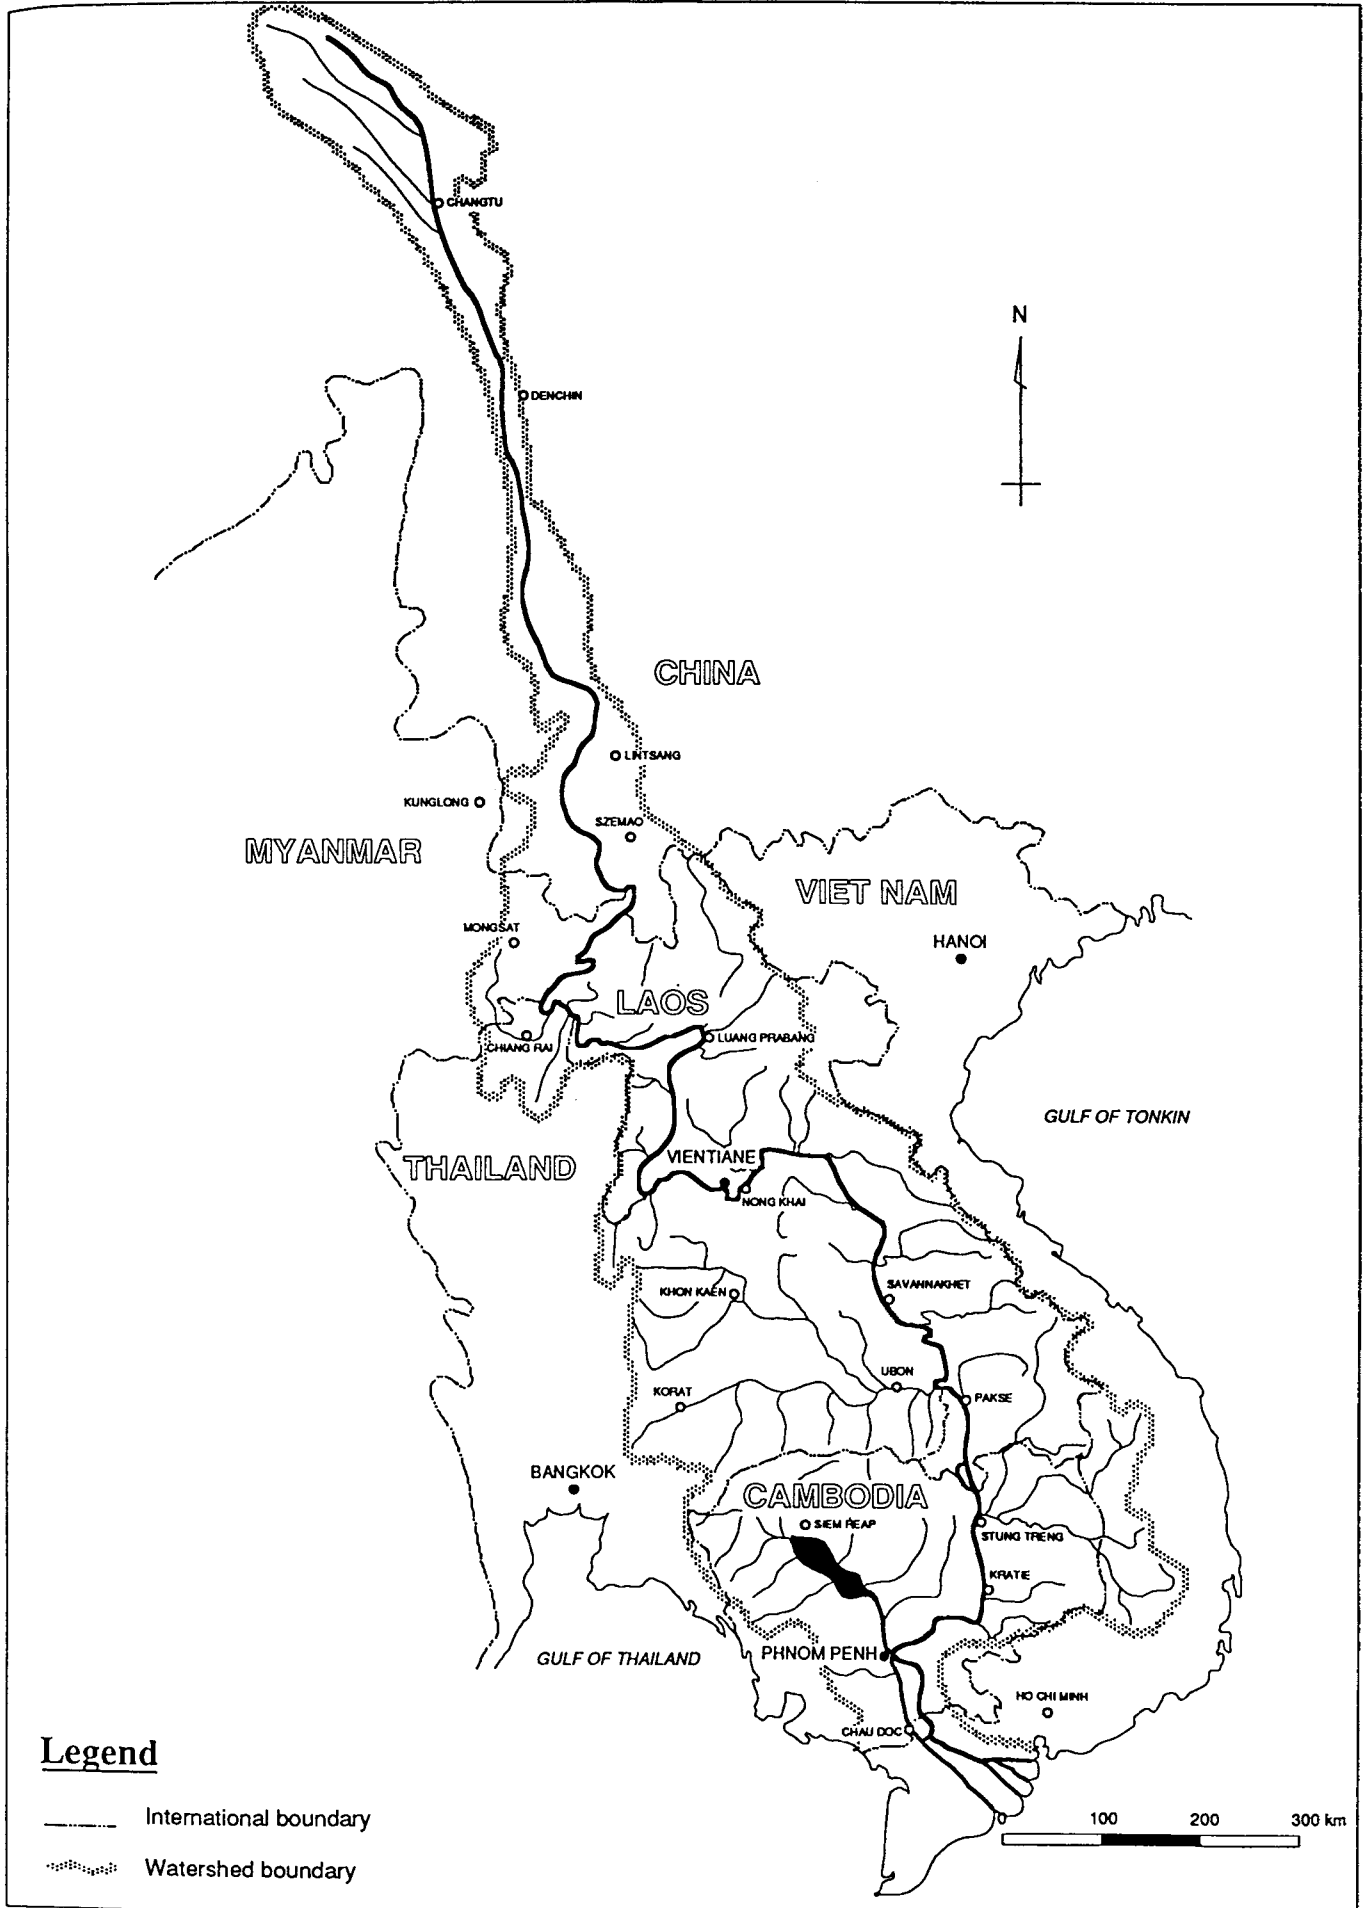 CHANGTU
N
DENCHIN
CHINA
LINTSANG
KUNGLONG
SZEMAO
MYANMAR
VIET NAM
MONGSAT
HANOI
LAOS
LUANG PRABANG
CHIANG RAI
GULF OF TONKIN
THAILAND
VIENTIANE
NONG KHAI
SAVANNAKHET
KHON KAEN
UBON
KORAT
PAKSE
BANGKOK
CAMBODIA
SIEM REAP
STUNG TRENG
KRATIE
PHNOM PENH
GULF OF THAILAND
HO CHI MINH
CHAU DOC
Legend
International boundary
Watershed boundary
0 100 200 300 km